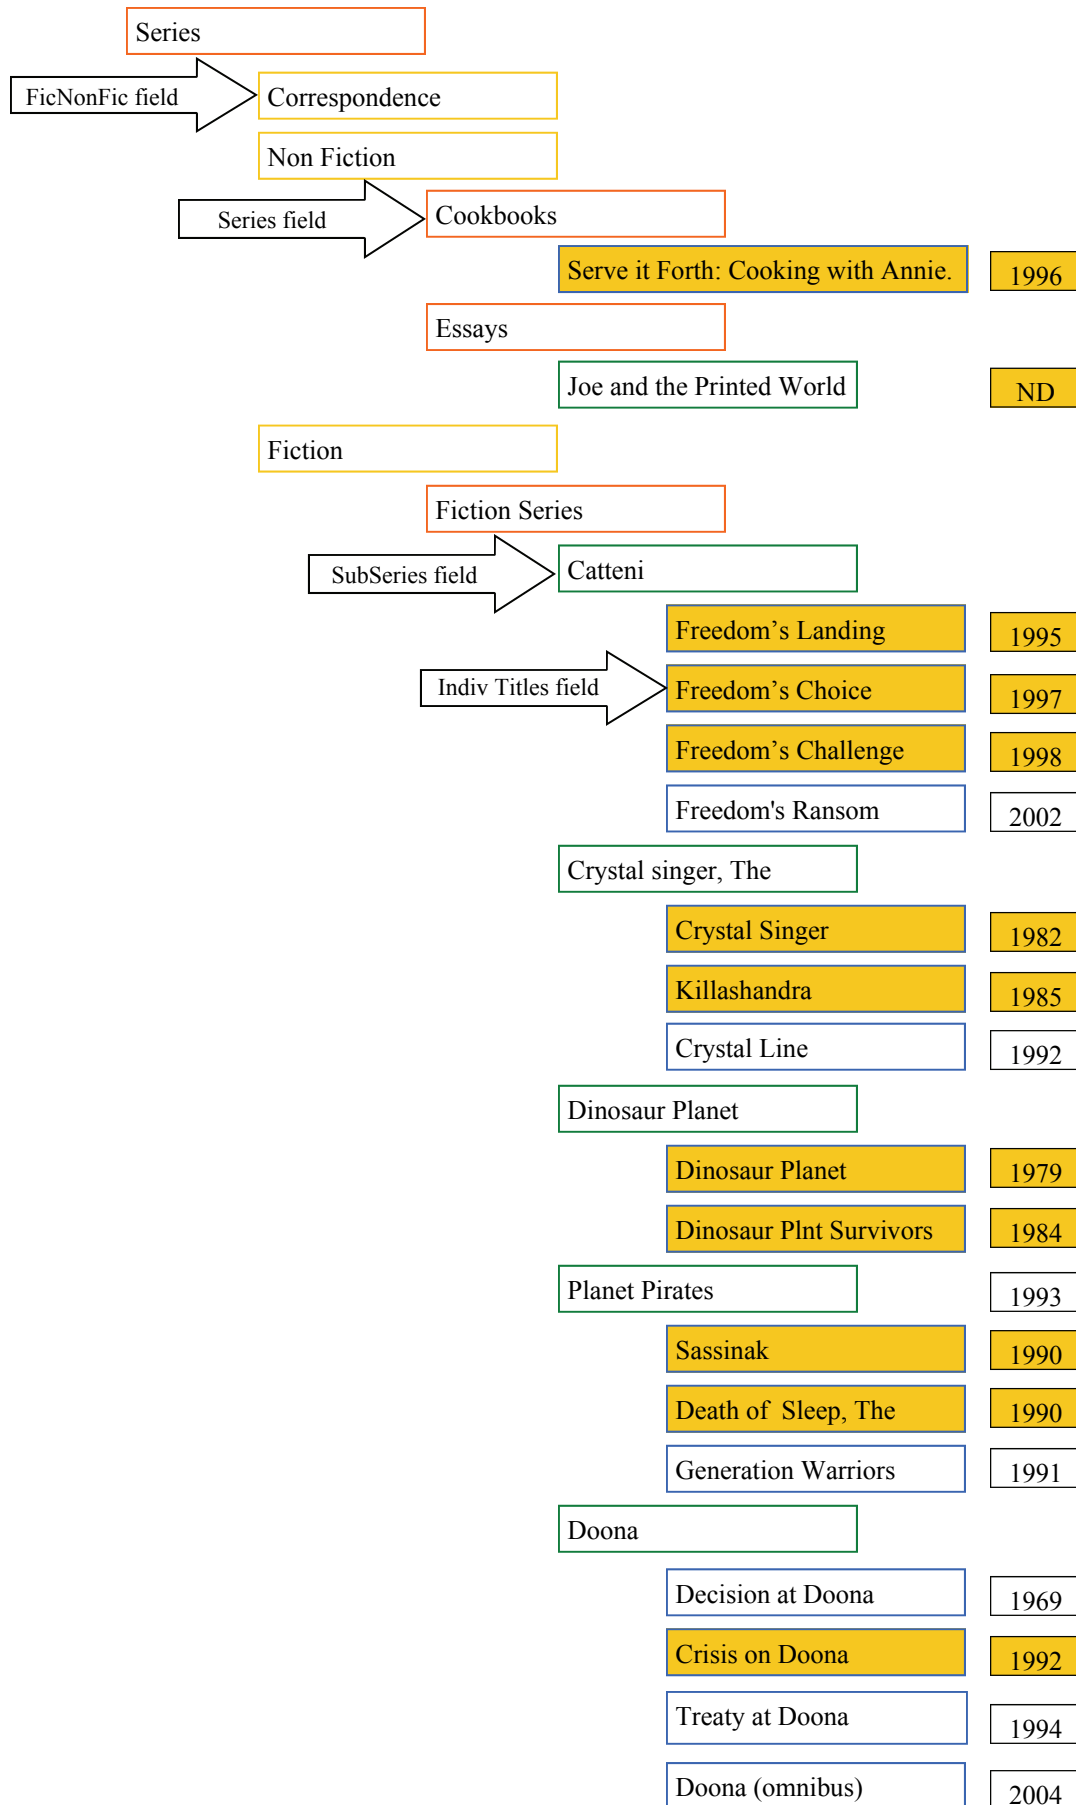 Series
FicNonFic field
Correspondence
Non Fiction
Series field
Cookbooks
Serve it Forth: Cooking with Annie. 1996
Essays
Joe and the Printed World ND
Fiction
Fiction Series
SubSeries field
Catteni
Freedom’s Landing 1995
Indiv Titles field
Freedom’s Choice 1997
Freedom’s Challenge 1998
Freedom's Ransom 2002
Crystal singer, The
Crystal Singer 1982
Killashandra 1985
Crystal Line 1992
Dinosaur Planet
Dinosaur Planet 1979
Dinosaur Plnt Survivors 1984
Planet Pirates 1993
Sassinak 1990
Death of Sleep, The 1990
Generation Warriors 1991
Doona
Decision at Doona 1969
Crisis on Doona 1992
Treaty at Doona 1994
Doona (omnibus) 2004